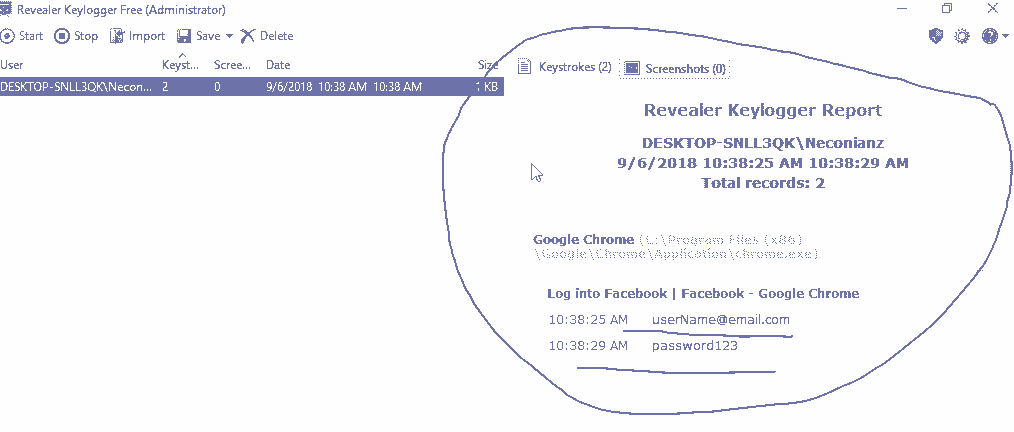 Revealer Keylogger Free (Administrator)
Start Stop Import Save Delete
User Keyst... Scree... Date Size
DESKTOP-SNLL3QK\Necon... 2 0 9/6/2018 10:38 AM 10:38 AM 1 KB
Keystrokes (2) Screenshots (0)
Revealer Keylogger Report
DESKTOP-SNLL3QK\Neconianz
9/6/2018 10:38:25 AM 10:38:29 AM
Total records: 2
Google Chrome (C:\Program Files (x86)
\Google\Chrome\Application\chrome.exe)
Log into Facebook | Facebook - Google Chrome
10:38:25 AM userName@email.com
10:38:29 AM password123